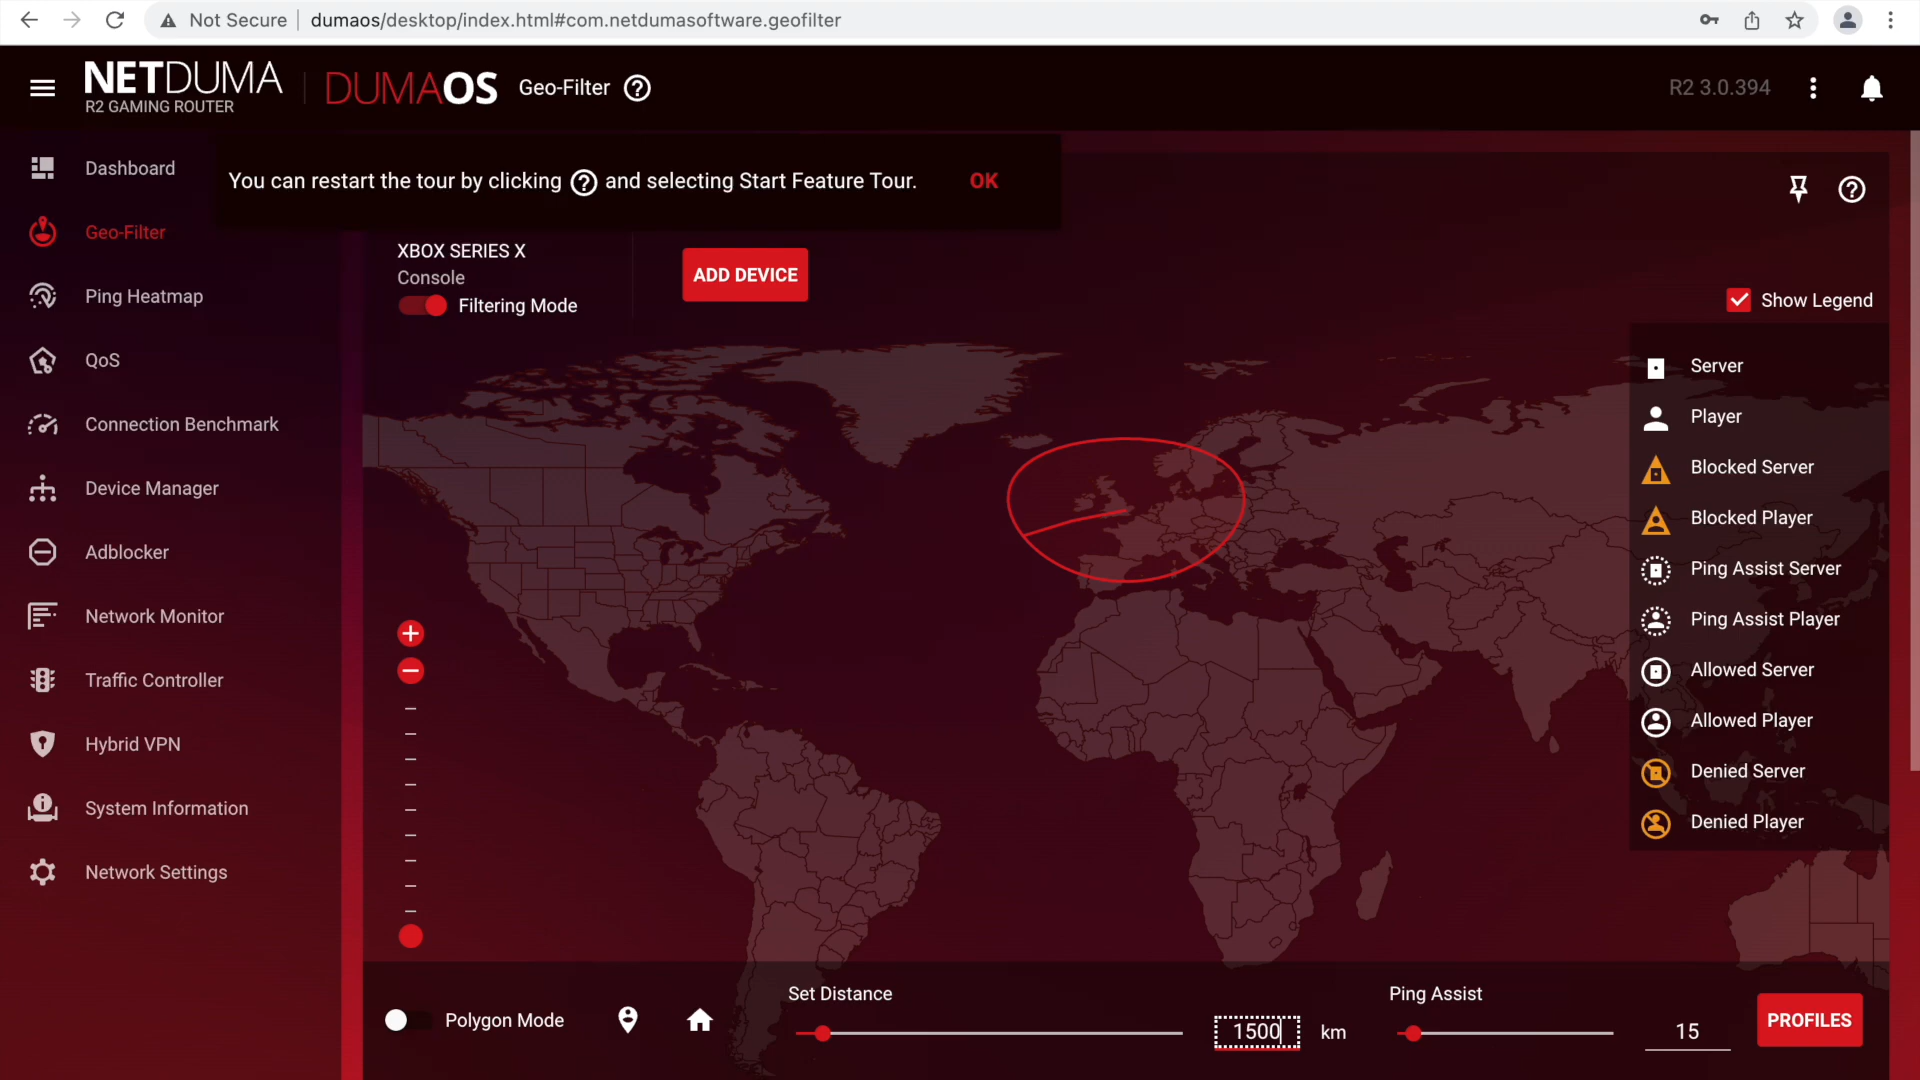 Not Secure
dumaos/desktop/index.html#com.netdumasoftware.geofilter
NETDUMA
R2 GAMING ROUTER
DUMAOS
Geo-Filter
R2 3.0.394
Dashboard
Geo-Filter
Ping Heatmap
QoS
Connection Benchmark
Device Manager
Adblocker
Network Monitor
Traffic Controller
Hybrid VPN
System Information
Network Settings
You can restart the tour by clicking ? and selecting Start Feature Tour.
OK
XBOX SERIES X
Console
Filtering Mode
ADD DEVICE
Show Legend
Server
Player
Blocked Server
Blocked Player
Ping Assist Server
Ping Assist Player
Allowed Server
Allowed Player
Denied Server
Denied Player
Polygon Mode
Set Distance
1500 km
Ping Assist
15
PROFILES